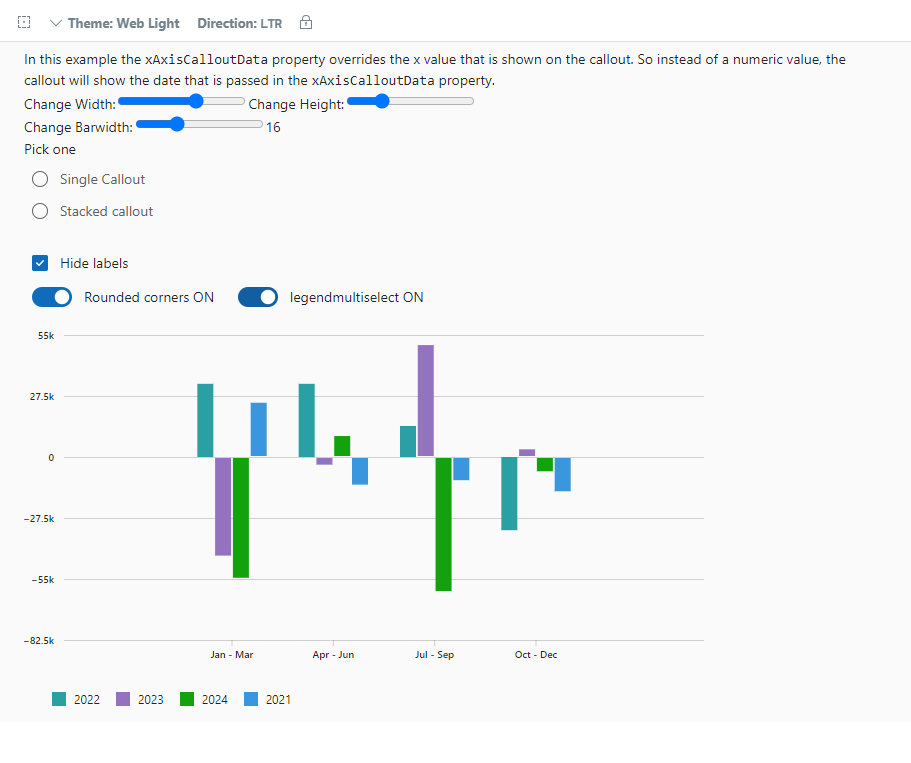 Theme: Web Light Direction: LTR
In this example the xAxisCalloutData property overrides the x value that is shown on the callout. So instead of a numeric value, the
callout will show the date that is passed in the xAxisCalloutData property.
Change Width: Change Height:
Change Barwidth: 16
Pick one
Single Callout
Stacked callout
Hide labels
Rounded corners ON legendmultiselect ON
55k
27.5k
0
−27.5k
−55k
−82.5k
Jan - Mar Apr - Jun Jul - Sep Oct - Dec
2022 2023 2024 2021